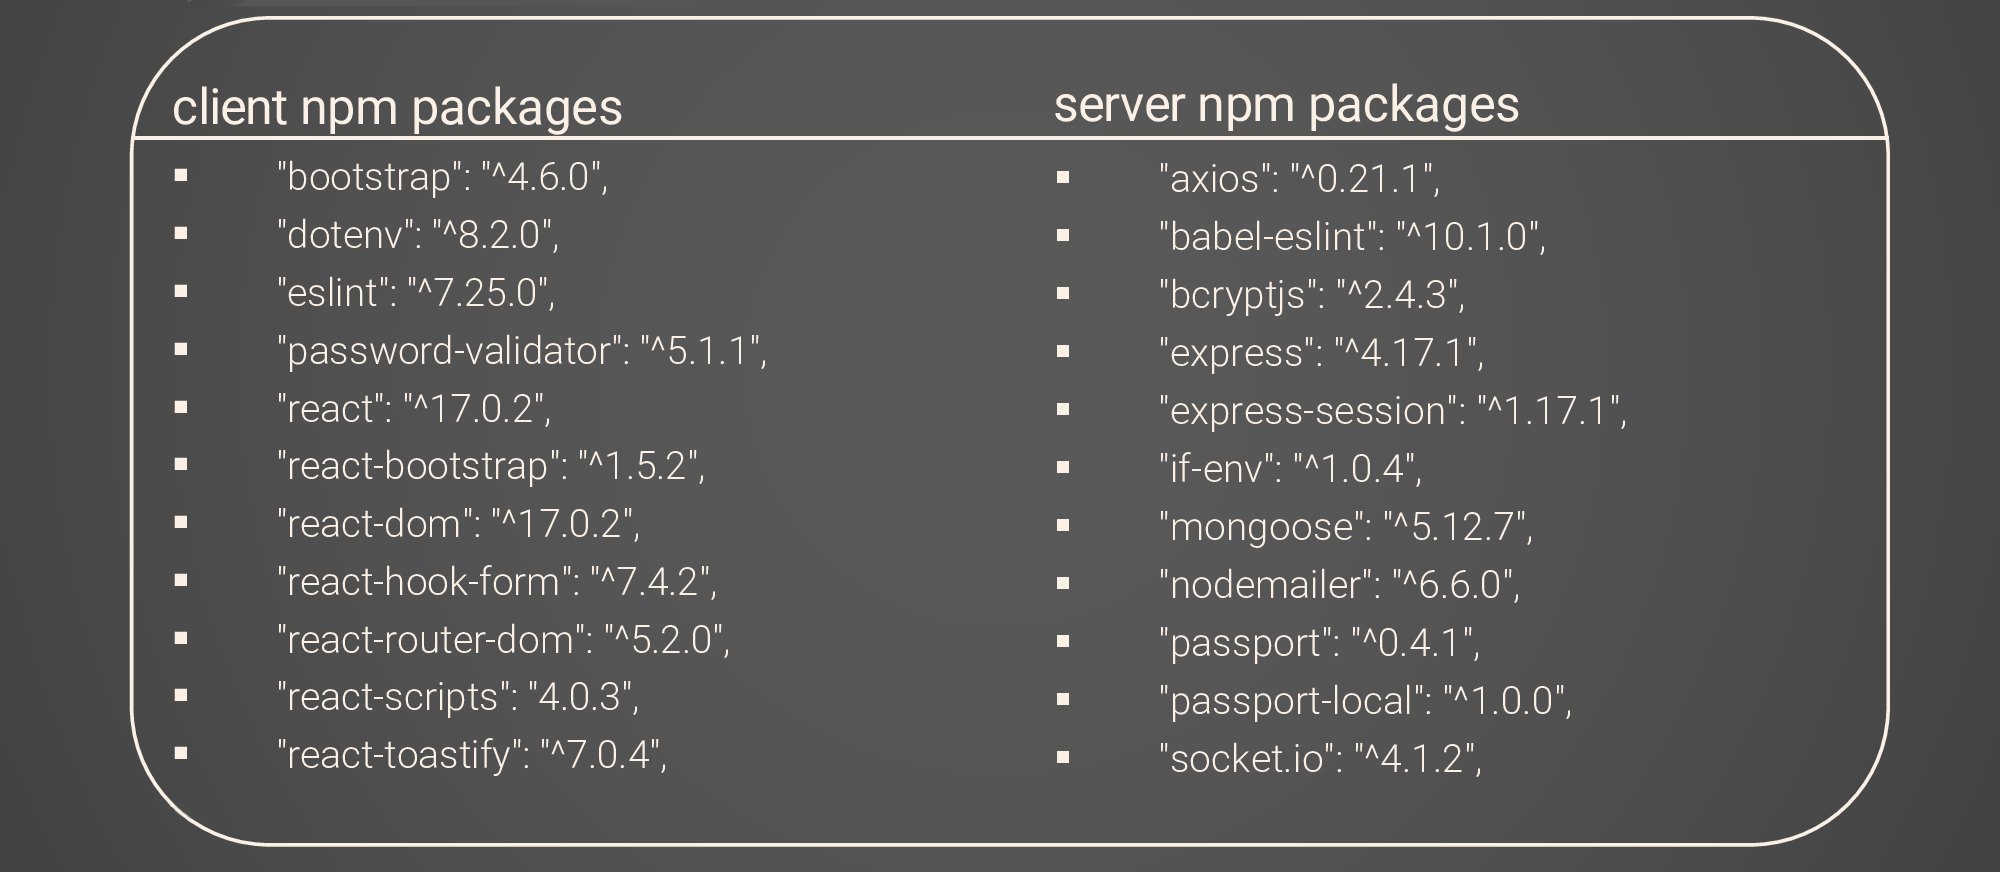 client npm packages
"bootstrap": "^4.6.0",
"dotenv": "^8.2.0",
"eslint": "^7.25.0",
"password-validator": "^5.1.1",
"react": "^17.0.2",
"react-bootstrap": "^1.5.2",
"react-dom": "^17.0.2",
"react-hook-form": "^7.4.2",
"react-router-dom": "^5.2.0",
"react-scripts": "4.0.3",
"react-toastify": "^7.0.4",
server npm packages
"axios": "^0.21.1",
"babel-eslint": "^10.1.0",
"bcryptjs": "^2.4.3",
"express": "^4.17.1",
"express-session": "^1.17.1",
"if-env": "^1.0.4",
"mongoose": "^5.12.7",
"nodemailer": "^6.6.0",
"passport": "^0.4.1",
"passport-local": "^1.0.0",
"socket.io": "^4.1.2",